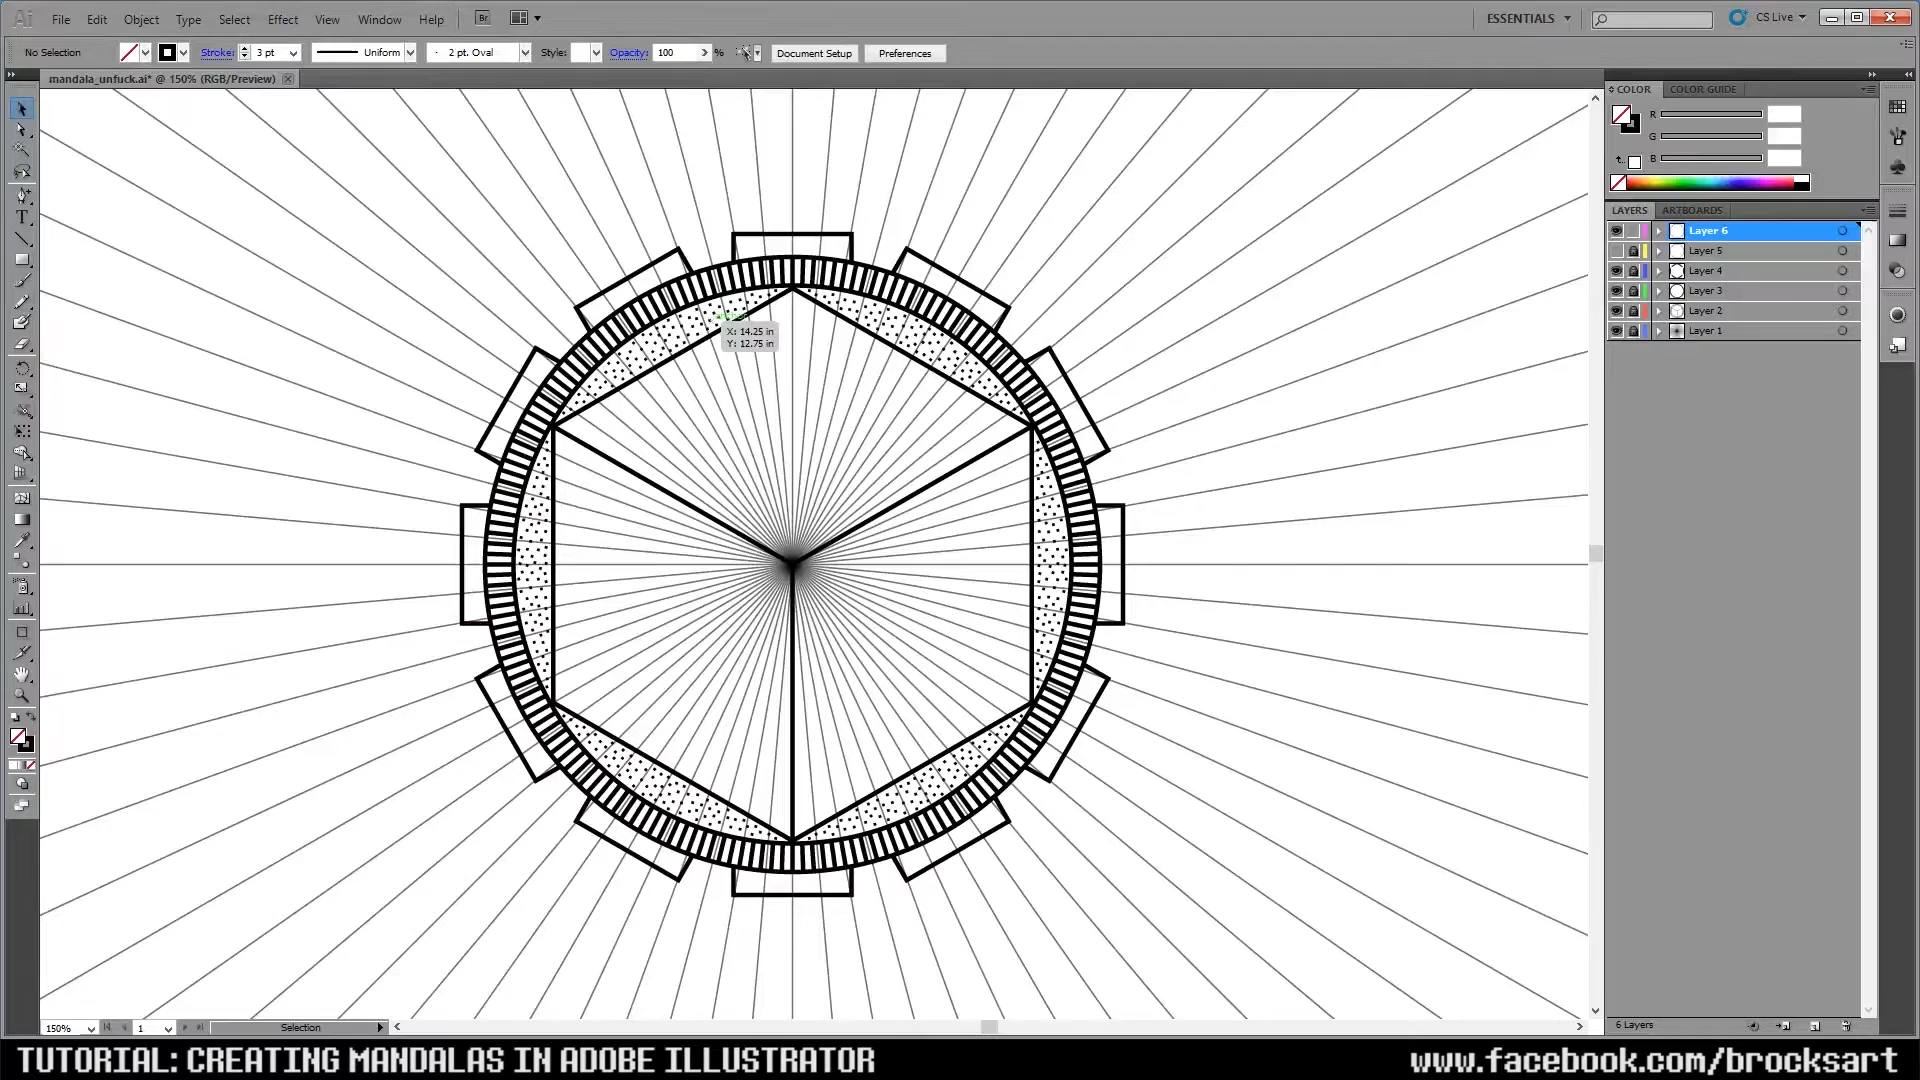 Ai File Edit Object Type Select Effect View Window Help Br ESSENTIALS CS Live
No Selection Stroke: 3 pt Uniform 2 pt. Oval Style: Opacity: 100 % Document Setup Preferences
mandala_unfuck.ai* @ 150% (RGB/Preview)
COLOR COLOR GUIDE
R
G
B
LAYERS ARTBOARDS
Layer 6
Layer 5
Layer 4
Layer 3
Layer 2
Layer 1
X: 14.25 in
Y: 12.75 in
T
150% 1 Selection
6 Layers
TUTORIAL: CREATING MANDALAS IN ADOBE ILLUSTRATOR
www.facebook.com/brocksart